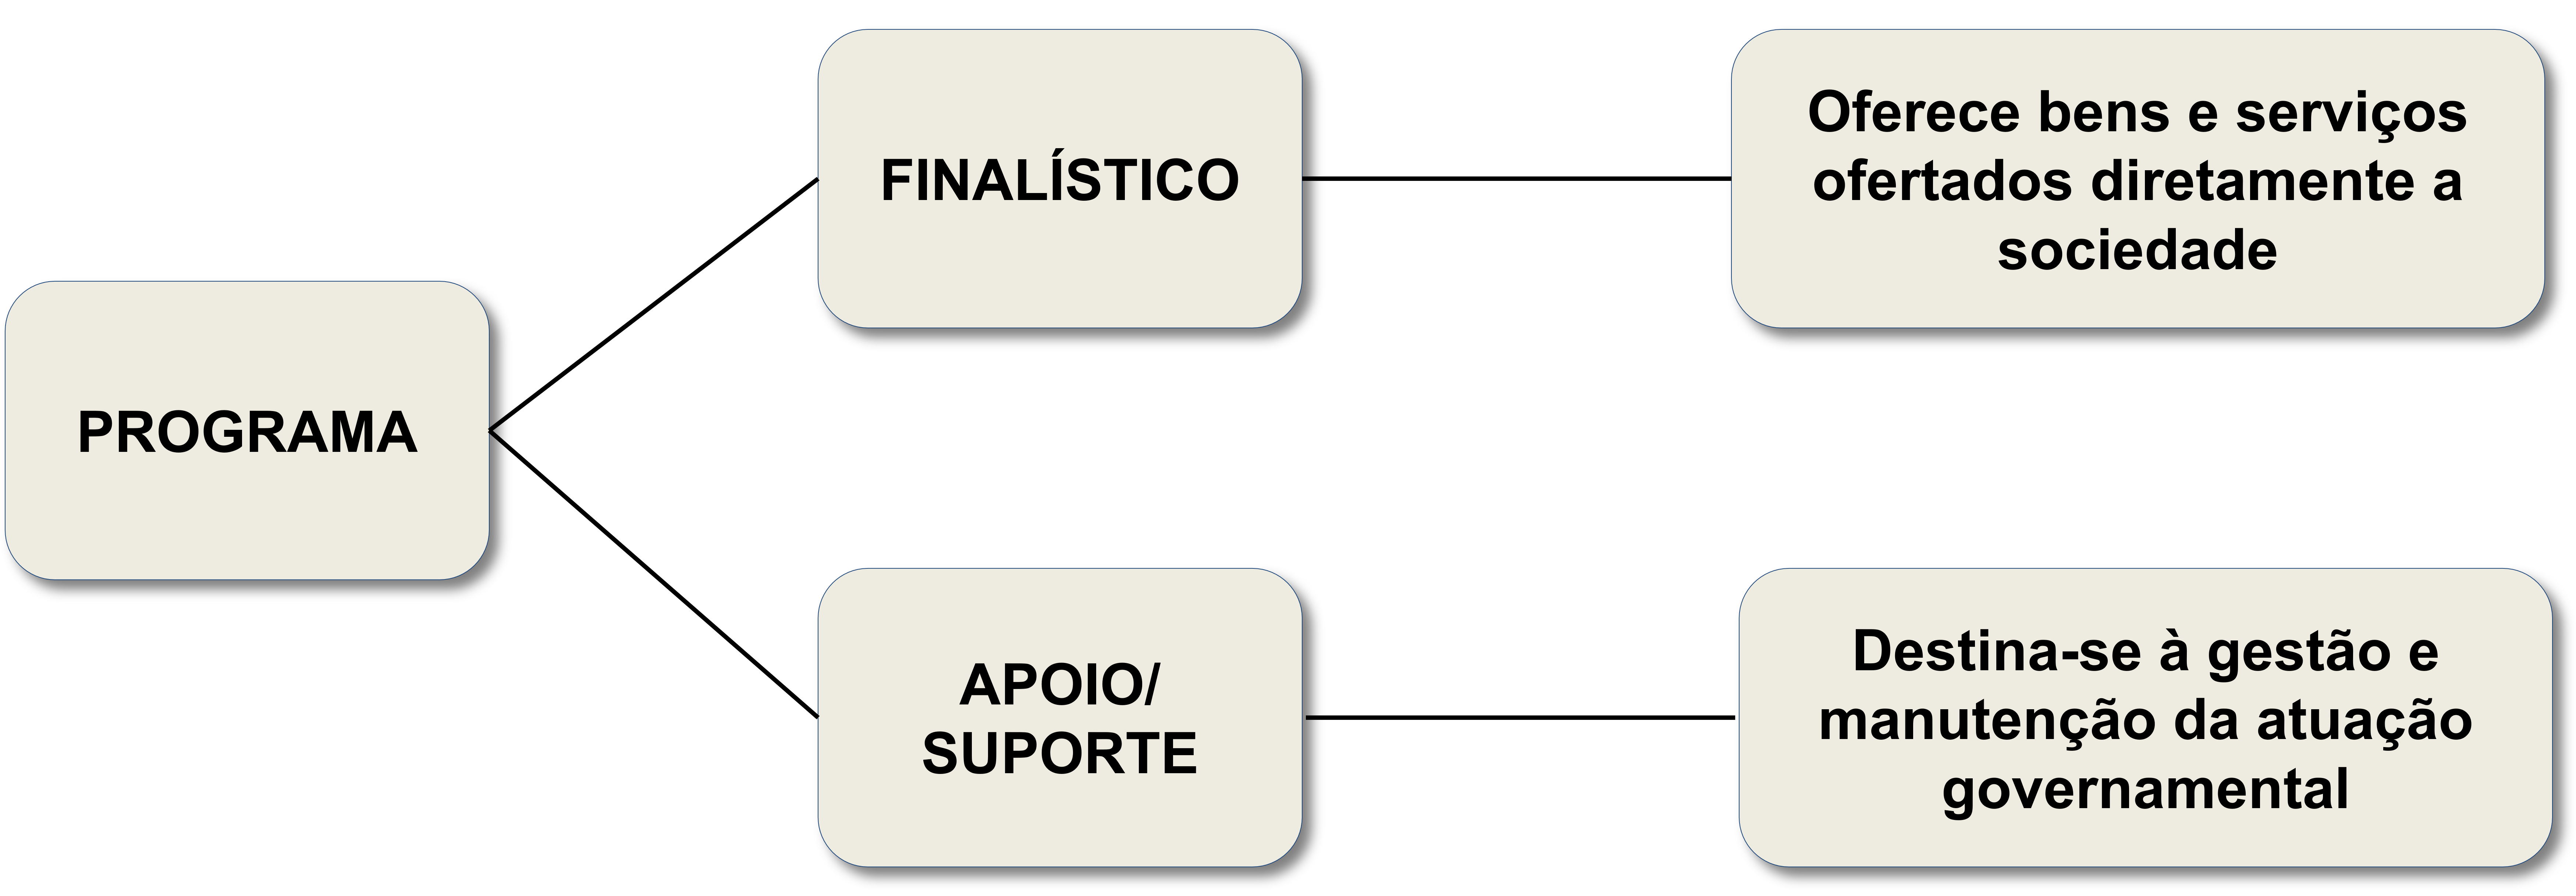 PROGRAMA
FINALÍSTICO
Oferece bens e serviços
ofertados diretamente a
sociedade
APOIO/
SUPORTE
Destina-se à gestão e
manutenção da atuação
governamental